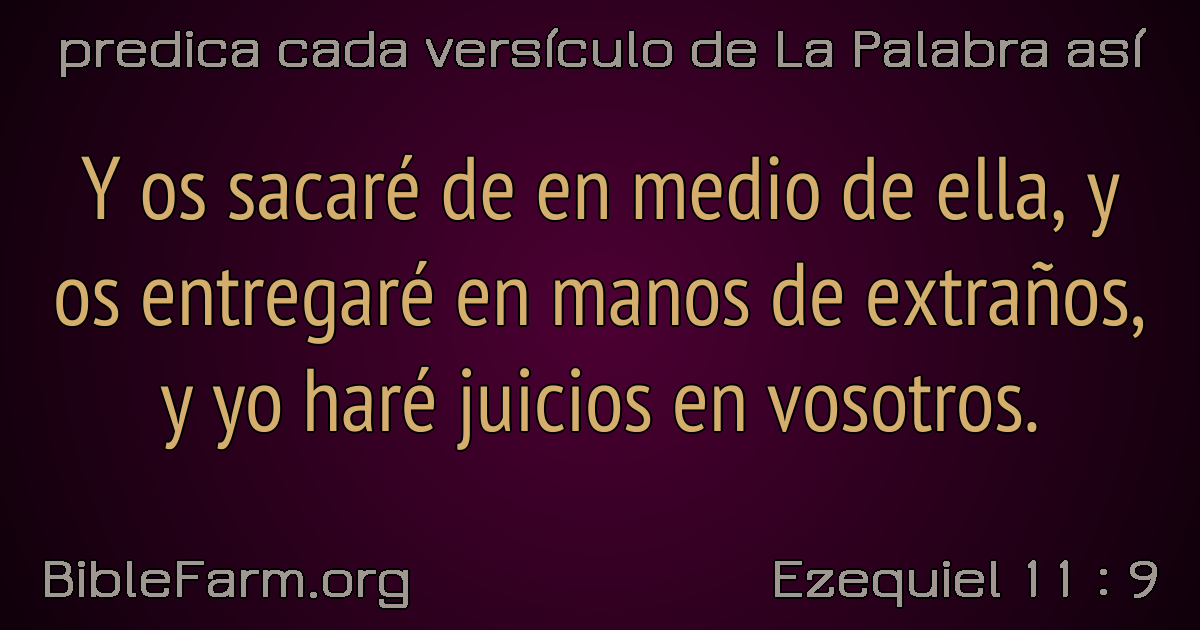 predica cada versículo de La Palabra así
Y os sacaré de en medio de ella, y
os entregaré en manos de extraños,
y yo haré juicios en vosotros.
BibleFarm.org
Ezequiel 11 : 9